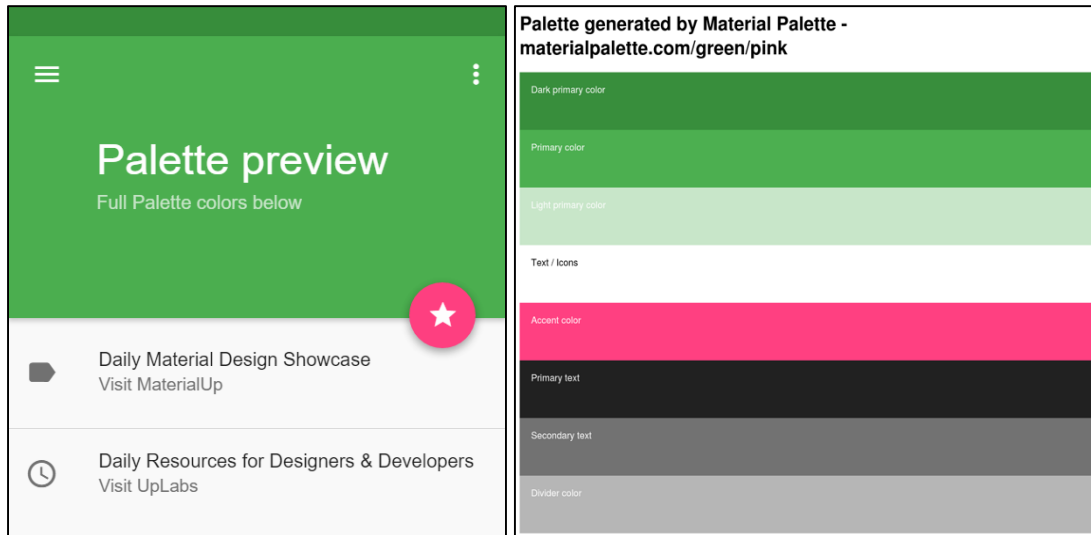 Palette preview
Full Palette colors below
Daily Material Design Showcase
Visit MaterialUp
Daily Resources for Designers & Developers
Visit UpLabs
Palette generated by Material Palette -
materialpalette.com/green/pink
Dark primary color
Primary color
Light primary color
Text / Icons
Accent color
Primary text
Secondary text
Divider color